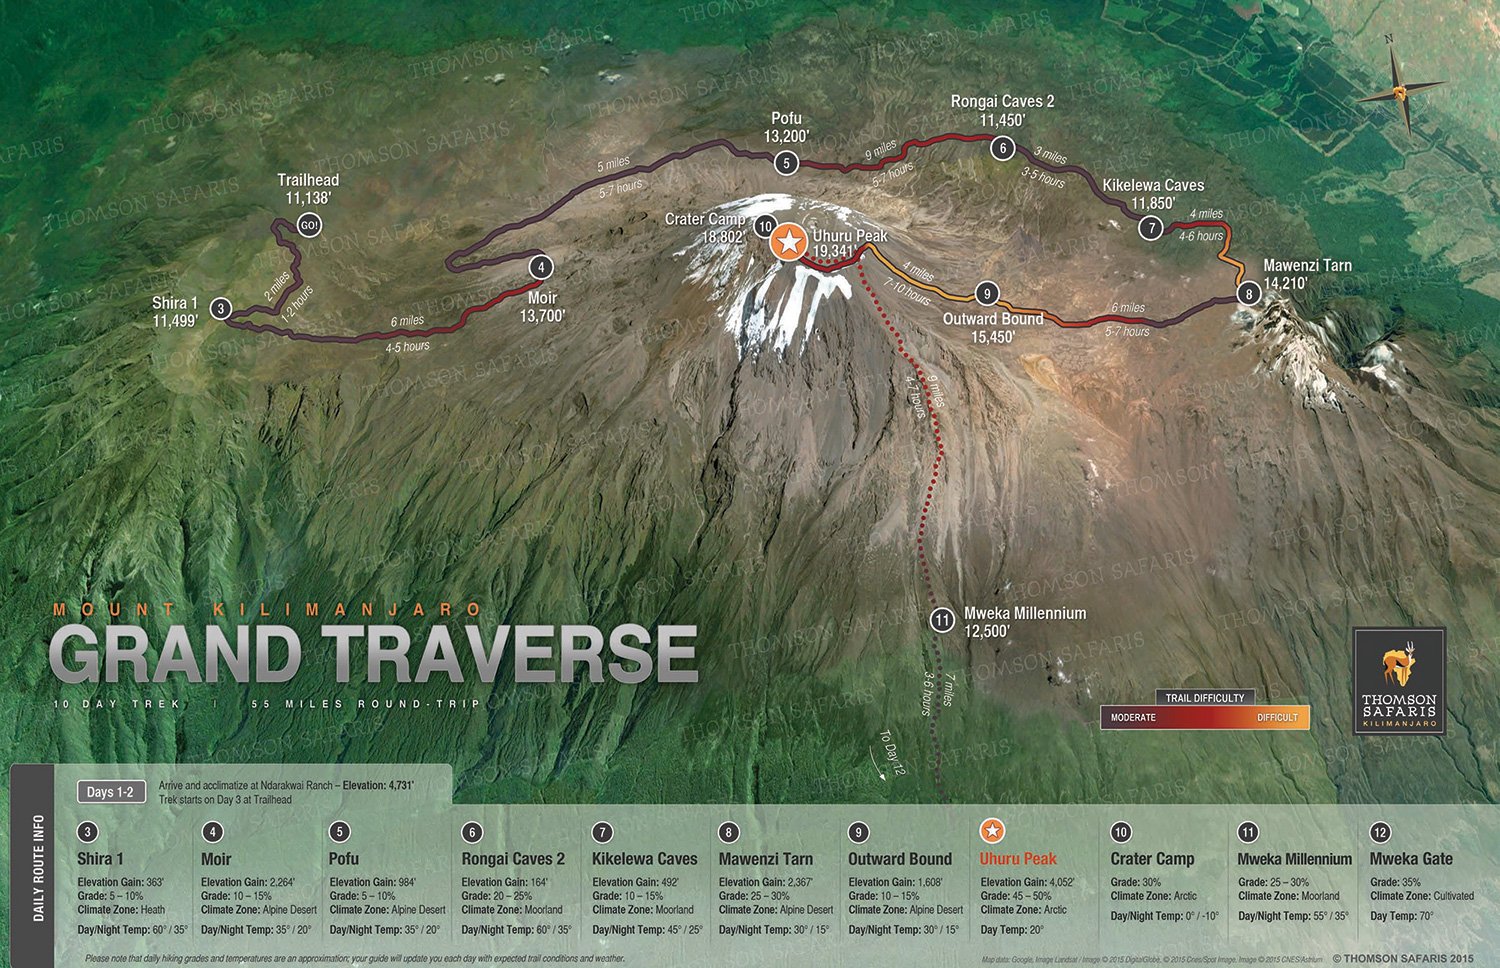 N
Rongai Caves 2
11,450'
Pofu
13,200'
Trailhead
11,138'
GO!
5 miles
5-7 hours
5
9 miles
5-7 hours
6
3 miles
3-5 hours
Kikelewa Caves
11,850'
7
4 miles
4-6 hours
Crater Camp
18,802'
10
Uhuru Peak
19,341'
Mawenzi Tarn
14,210'
8
Shira 1
11,499'
3
2 miles
1-2 hours
4
Moir
13,700'
6 miles
4-5 hours
4 miles
7-10 hours
9
Outward Bound
15,450'
6 miles
5-7 hours
9 miles
4-7 hours
11
Mweka Millennium
12,500'
7 miles
3-6 hours
To Day 12
MOUNT KILIMANJARO
GRAND TRAVERSE
10 DAY TREK | 55 MILES ROUND-TRIP
TRAIL DIFFICULTY
MODERATE DIFFICULT
THOMSON
SAFARIS
KILIMANJARO
DAILY ROUTE INFO
Days 1-2
Arrive and acclimatize at Ndarakwai Ranch – Elevation: 4,731'
Trek starts on Day 3 at Trailhead
3
Shira 1
Elevation Gain: 363'
Grade: 5 – 10%
Climate Zone: Heath
Day/Night Temp: 60° / 35°
4
Moir
Elevation Gain: 2,264'
Grade: 10 – 15%
Climate Zone: Alpine Desert
Day/Night Temp: 35° / 20°
5
Pofu
Elevation Gain: 984'
Grade: 5 – 10%
Climate Zone: Alpine Desert
Day/Night Temp: 35° / 20°
6
Rongai Caves 2
Elevation Gain: 164'
Grade: 20 – 25%
Climate Zone: Moorland
Day/Night Temp: 60° / 35°
7
Kikelewa Caves
Elevation Gain: 492'
Grade: 10 – 15%
Climate Zone: Moorland
Day/Night Temp: 45° / 25°
8
Mawenzi Tarn
Elevation Gain: 2,367'
Grade: 25 – 30%
Climate Zone: Alpine Desert
Day/Night Temp: 30° / 15°
9
Outward Bound
Elevation Gain: 1,608'
Grade: 10 – 15%
Climate Zone: Alpine Desert
Day/Night Temp: 30° / 15°
Uhuru Peak
Elevation Gain: 4,052'
Grade: 45 – 50%
Climate Zone: Arctic
Day Temp: 20°
10
Crater Camp
Grade: 30%
Climate Zone: Arctic
Day/Night Temp: 0° / -10°
11
Mweka Millennium
Grade: 25 – 30%
Climate Zone: Moorland
Day/Night Temp: 55° / 35°
12
Mweka Gate
Grade: 35%
Climate Zone: Cultivated
Day Temp: 70°
Please note that daily hiking grades and temperatures are an approximation; your guide will update you each day with expected trail conditions and weather.
Map data: Google, Image Landsat / Image © 2015 DigitalGlobe, © 2015 Cnes/Spot Image, Image © 2015 CNES/Astrium
© THOMSON SAFARIS 2015